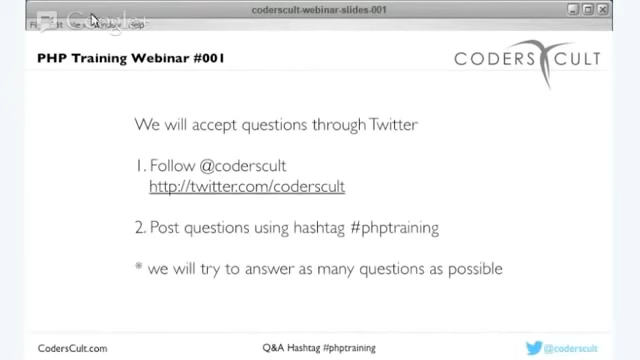 coderscult-webinar-slides-001
Google+
PHP Training Webinar #001
CODERS CULT
We will accept questions through Twitter
1. Follow @coderscult
http://twitter.com/coderscult
2. Post questions using hashtag #phptraining
* we will try to answer as many questions as possible
CodersCult.com
Q&A Hashtag #phptraining
@coderscult